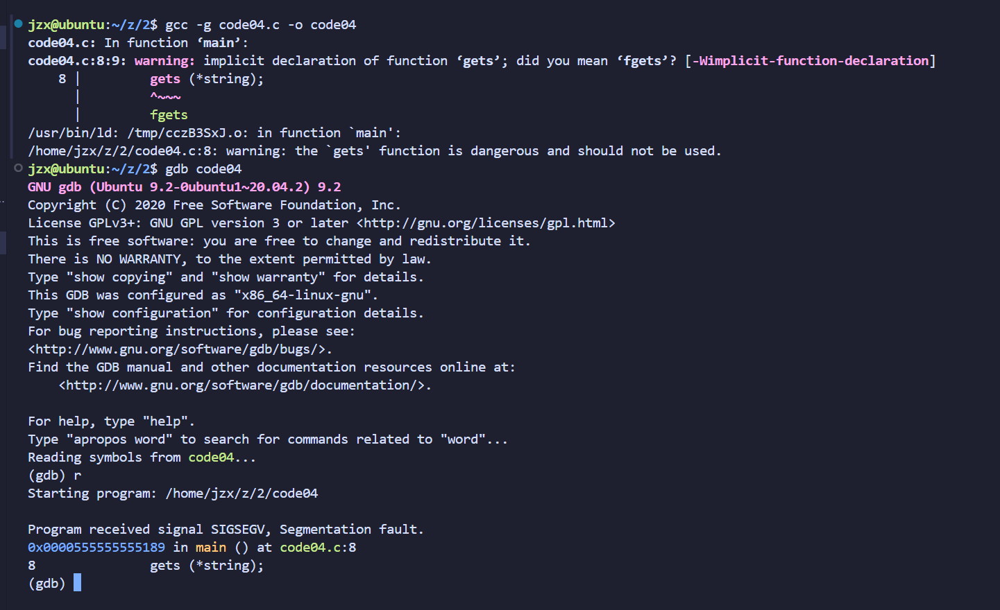 jzx@ubuntu:~/z/2$ gcc -g code04.c -o code04
code04.c: In function ‘main’:
code04.c:8:9: warning: implicit declaration of function ‘gets’; did you mean ‘fgets’? [-Wimplicit-function-declaration]
    8 |         gets (*string);
      |         ^~~~
      |         fgets
/usr/bin/ld: /tmp/cczB3SxJ.o: in function `main':
/home/jzx/z/2/code04.c:8: warning: the `gets' function is dangerous and should not be used.
jzx@ubuntu:~/z/2$ gdb code04
GNU gdb (Ubuntu 9.2-0ubuntu1~20.04.2) 9.2
Copyright (C) 2020 Free Software Foundation, Inc.
License GPLv3+: GNU GPL version 3 or later <http://gnu.org/licenses/gpl.html>
This is free software: you are free to change and redistribute it.
There is NO WARRANTY, to the extent permitted by law.
Type "show copying" and "show warranty" for details.
This GDB was configured as "x86_64-linux-gnu".
Type "show configuration" for configuration details.
For bug reporting instructions, please see:
<http://www.gnu.org/software/gdb/bugs/>.
Find the GDB manual and other documentation resources online at:
    <http://www.gnu.org/software/gdb/documentation/>.

For help, type "help".
Type "apropos word" to search for commands related to "word"...
Reading symbols from code04...
(gdb) r
Starting program: /home/jzx/z/2/code04

Program received signal SIGSEGV, Segmentation fault.
0x0000555555555189 in main () at code04.c:8
8               gets (*string);
(gdb)